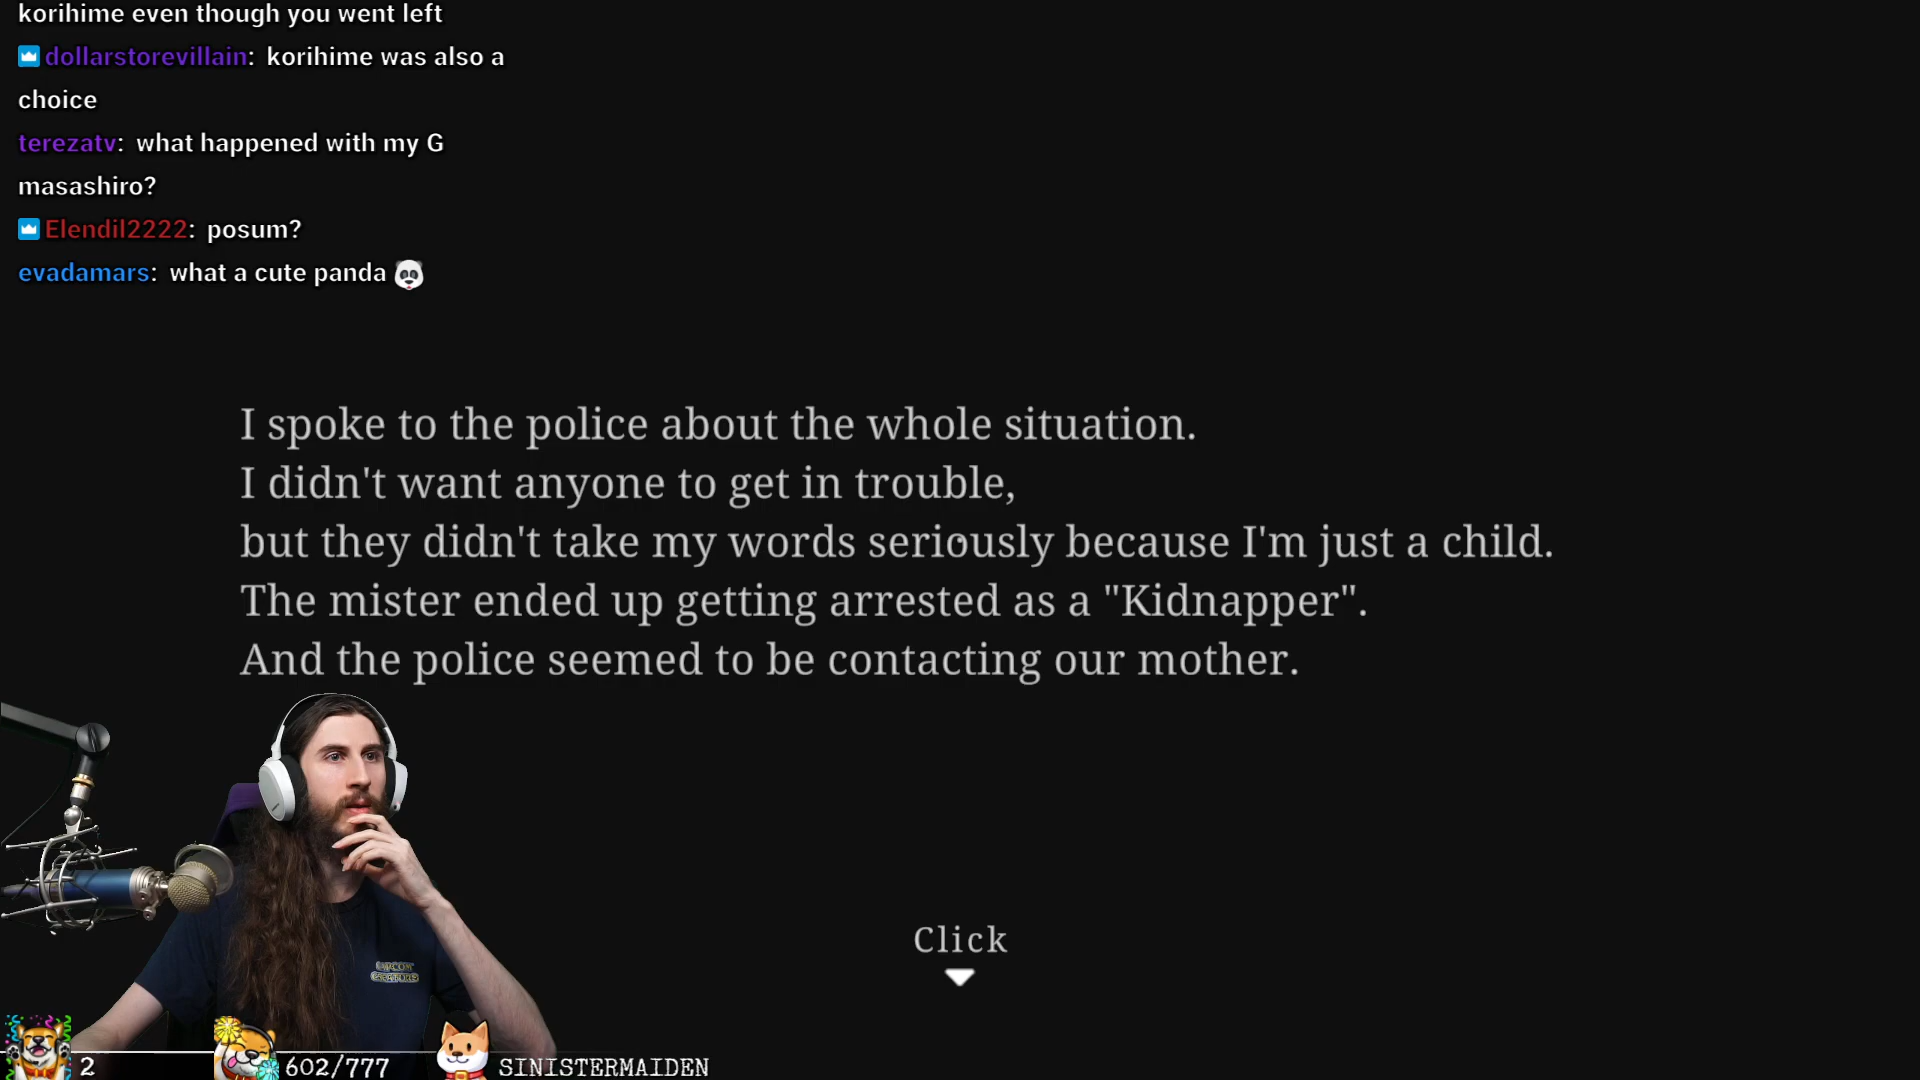 korihime even though you went left
dollarstorevillain: korihime was also a
choice
terezatv: what happened with my G
masashiro?
Elendil2222: posum?
evadamars: what a cute panda
I spoke to the police about the whole situation.
I didn't want anyone to get in trouble,
but they didn't take my words seriously because I'm just a child.
The mister ended up getting arrested as a "Kidnapper".
And the police seemed to be contacting our mother.
Click
CAPCOM
CREATORS
2
602/777
SINISTERMAIDEN